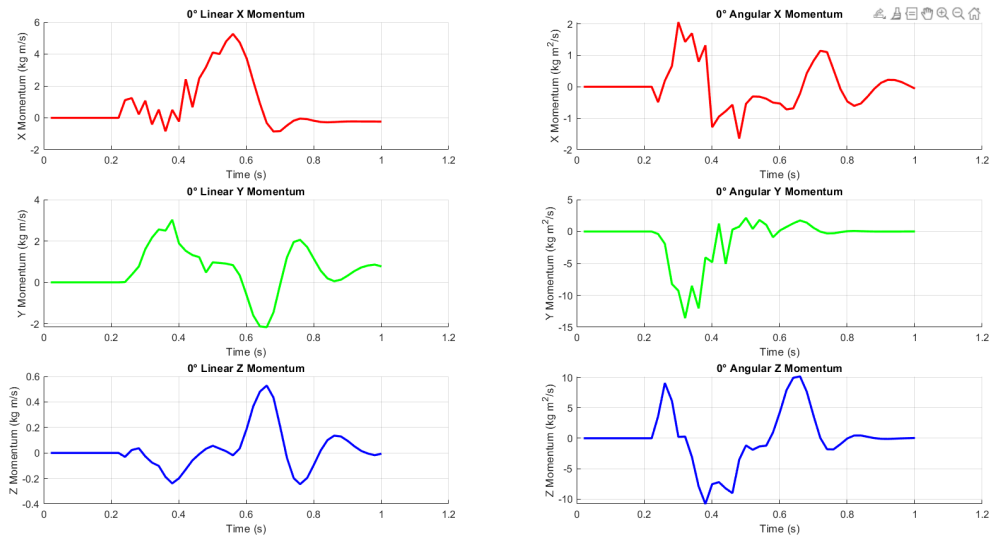 0° Linear X Momentum
X Momentum (kg m/s)
6
4
2
0
-2
0 0.2 0.4 0.6 0.8 1 1.2
Time (s)
0° Angular X Momentum
X Momentum (kg m²/s)
2
1
0
-1
-2
0 0.2 0.4 0.6 0.8 1 1.2
Time (s)
0° Linear Y Momentum
Y Momentum (kg m/s)
4
2
0
-2
0 0.2 0.4 0.6 0.8 1 1.2
Time (s)
0° Angular Y Momentum
Y Momentum (kg m²/s)
5
0
-5
-10
-15
0 0.2 0.4 0.6 0.8 1 1.2
Time (s)
0° Linear Z Momentum
Z Momentum (kg m/s)
0.6
0.4
0.2
0
-0.2
-0.4
0 0.2 0.4 0.6 0.8 1 1.2
Time (s)
0° Angular Z Momentum
Z Momentum (kg m²/s)
10
5
0
-5
-10
0 0.2 0.4 0.6 0.8 1 1.2
Time (s)